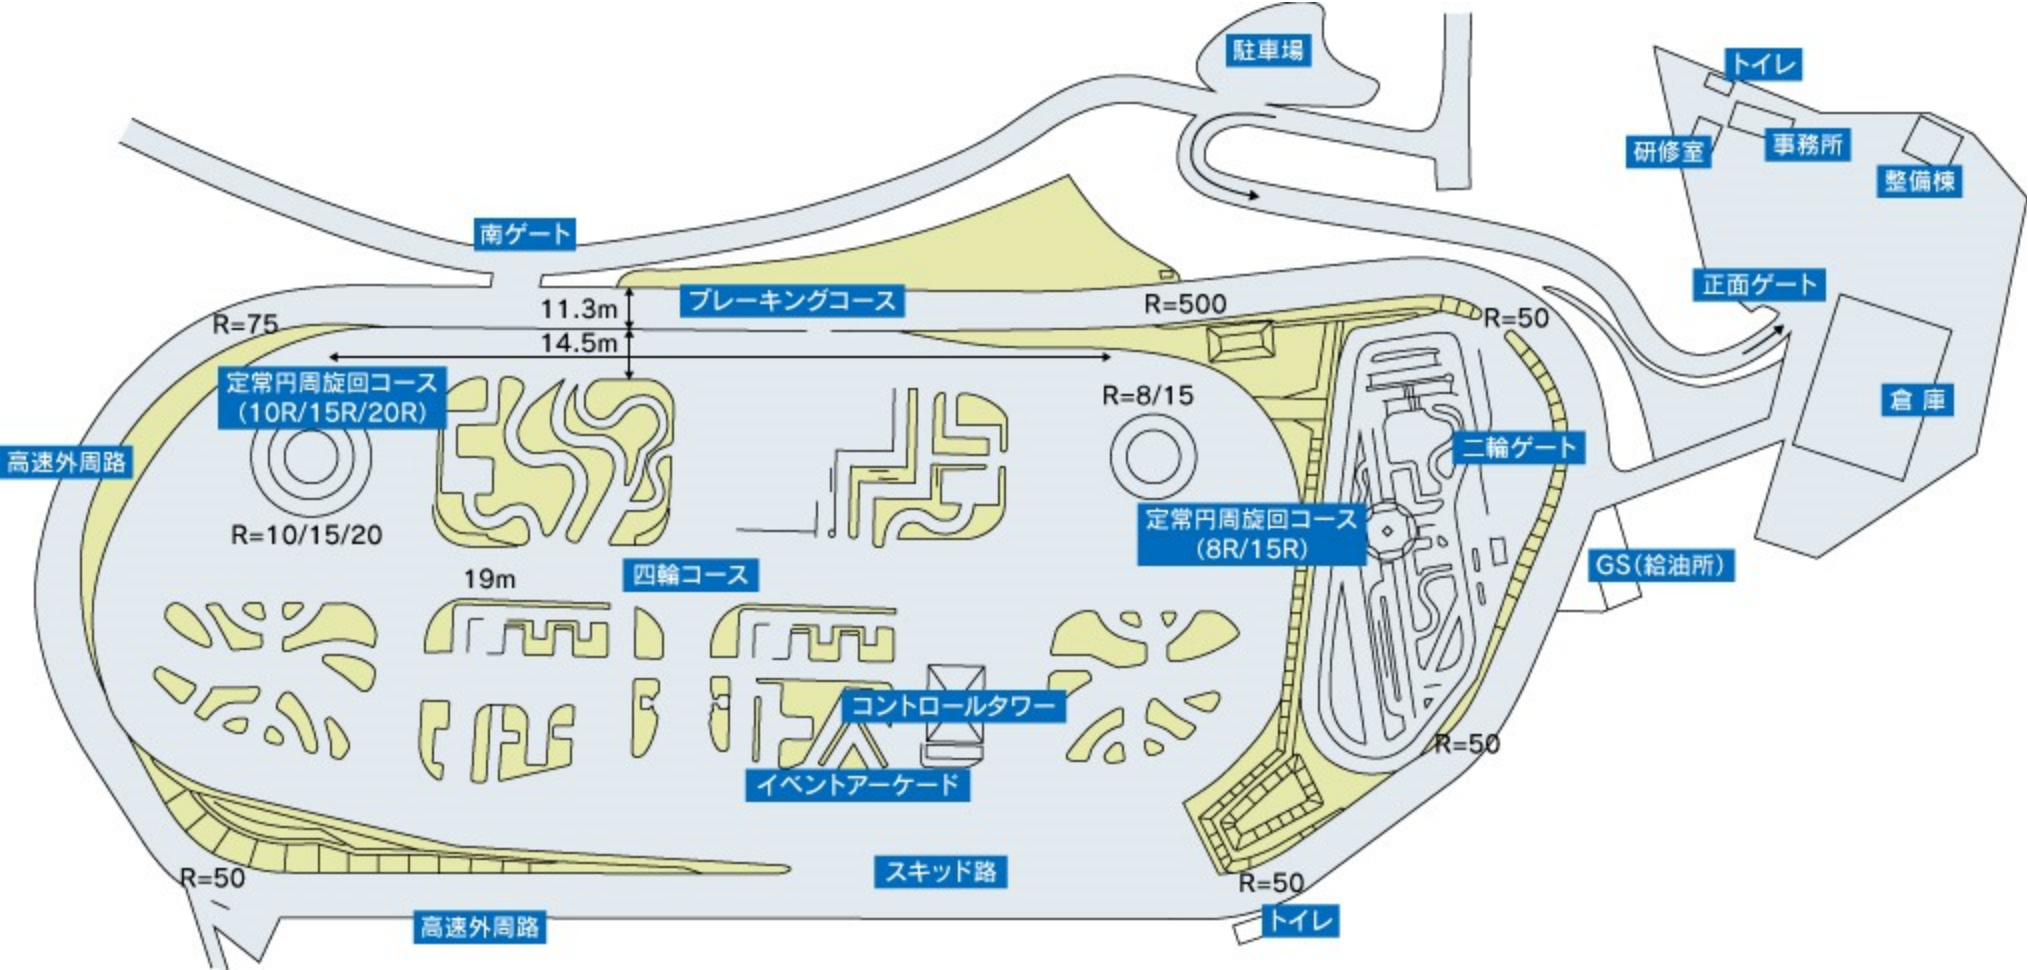 駐車場
トイレ
研修室
事務所
整備棟
南ゲート
正面ゲート
11.3m
ブレーキングコース
R=500
R=75
R=50
14.5m
定常円周旋回コース
(10R/15R/20R)
R=8/15
倉 庫
高速外周路
二輪ゲート
R=10/15/20
定常円周旋回コース
(8R/15R)
19m
四輪コース
GS(給油所)
コントロールタワー
R=50
イベントアーケード
スキッド路
R=50
R=50
高速外周路
トイレ